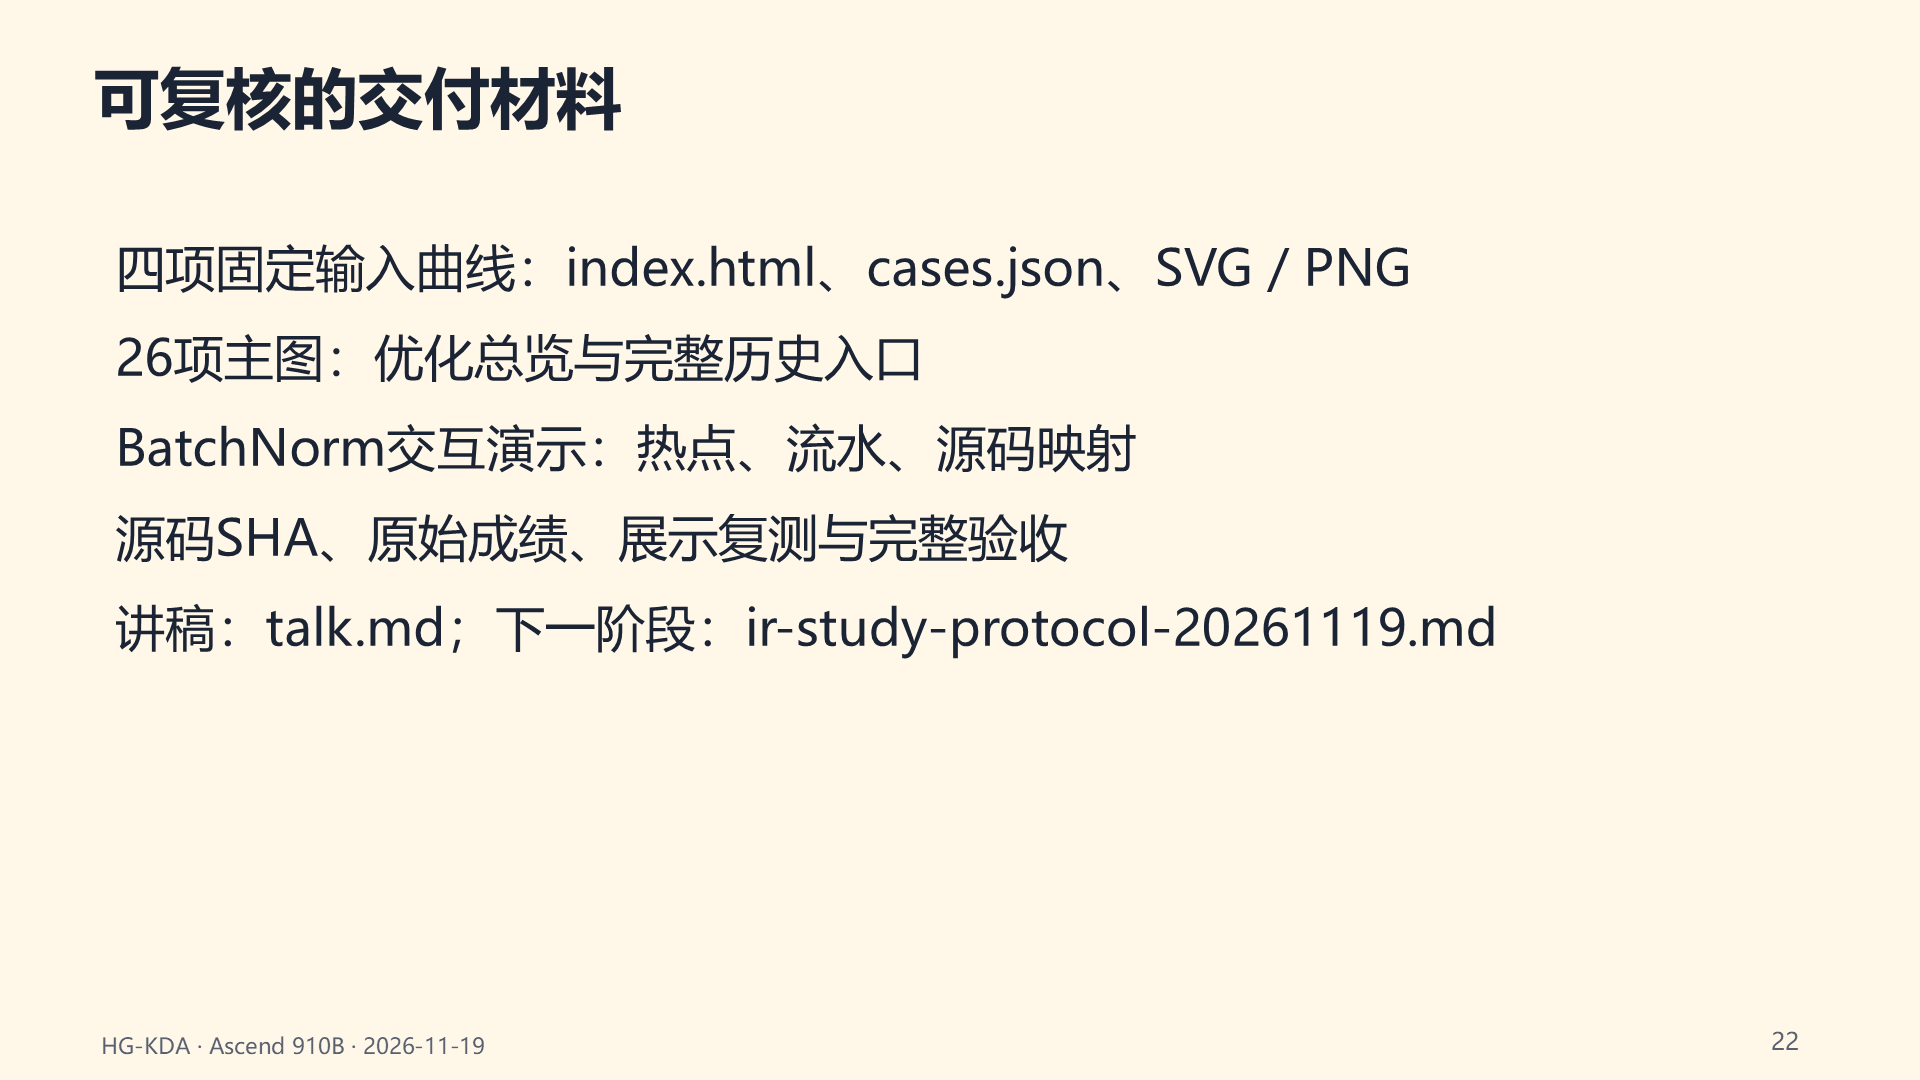 可复核的交付材料
四项固定输入曲线：index.html、cases.json、SVG / PNG
26项主图：优化总览与完整历史入口
BatchNorm交互演示：热点、流水、源码映射
源码SHA、原始成绩、展示复测与完整验收
讲稿：talk.md；下一阶段：ir-study-protocol-20261119.md
HG-KDA · Ascend 910B · 2026-11-19
22